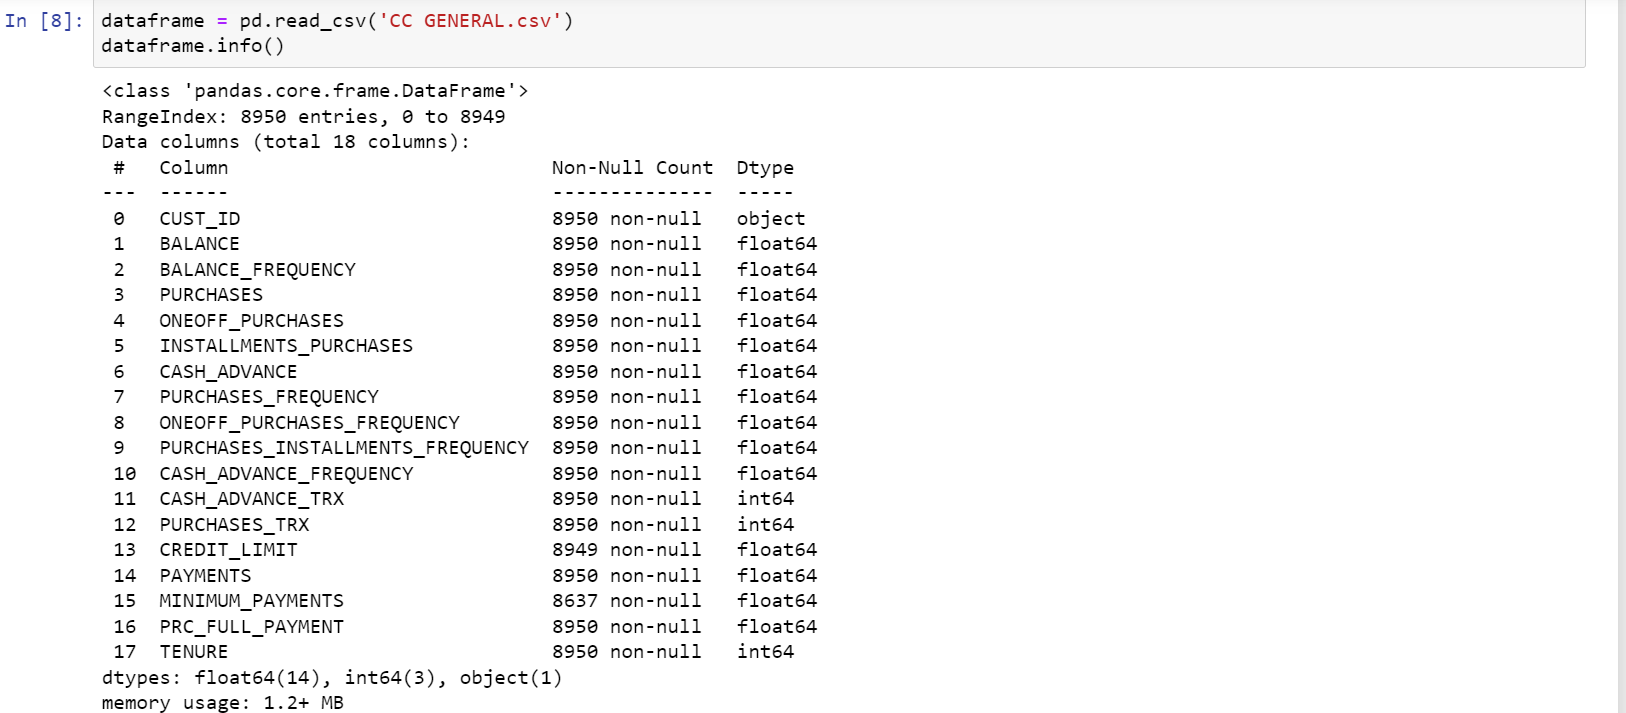 In [8]: dataframe = pd.read_csv('CC GENERAL.csv')
dataframe.info()
<class 'pandas.core.frame.DataFrame'>
RangeIndex: 8950 entries, 0 to 8949
Data columns (total 18 columns):
 #   Column                            Non-Null Count  Dtype
---  ------                            --------------  -----
 0   CUST_ID                           8950 non-null   object
 1   BALANCE                           8950 non-null   float64
 2   BALANCE_FREQUENCY                 8950 non-null   float64
 3   PURCHASES                         8950 non-null   float64
 4   ONEOFF_PURCHASES                  8950 non-null   float64
 5   INSTALLMENTS_PURCHASES            8950 non-null   float64
 6   CASH_ADVANCE                      8950 non-null   float64
 7   PURCHASES_FREQUENCY               8950 non-null   float64
 8   ONEOFF_PURCHASES_FREQUENCY        8950 non-null   float64
 9   PURCHASES_INSTALLMENTS_FREQUENCY  8950 non-null   float64
 10  CASH_ADVANCE_FREQUENCY            8950 non-null   float64
 11  CASH_ADVANCE_TRX                  8950 non-null   int64
 12  PURCHASES_TRX                     8950 non-null   int64
 13  CREDIT_LIMIT                      8949 non-null   float64
 14  PAYMENTS                          8950 non-null   float64
 15  MINIMUM_PAYMENTS                  8637 non-null   float64
 16  PRC_FULL_PAYMENT                  8950 non-null   float64
 17  TENURE                            8950 non-null   int64
dtypes: float64(14), int64(3), object(1)
memory usage: 1.2+ MB